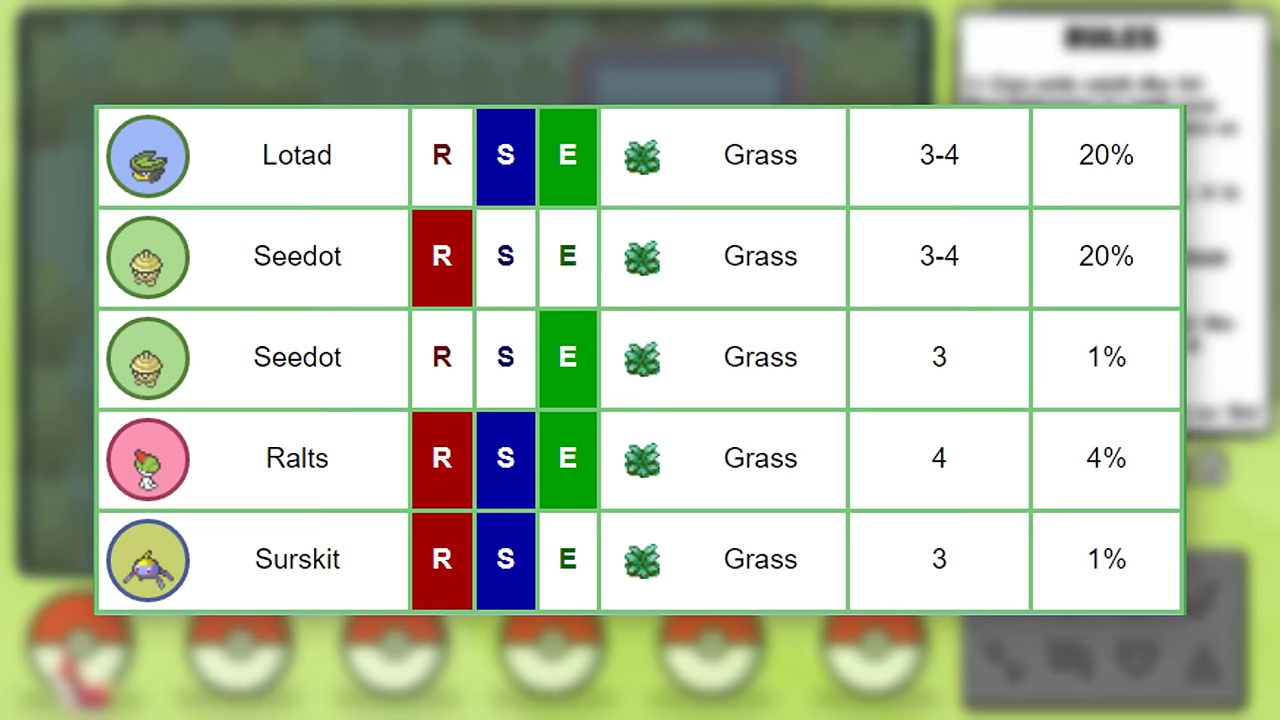 RULES
Lotad R S E Grass 3-4 20%
Seedot R S E Grass 3-4 20%
Seedot R S E Grass 3 1%
Ralts R S E Grass 4 4%
Surskit R S E Grass 3 1%